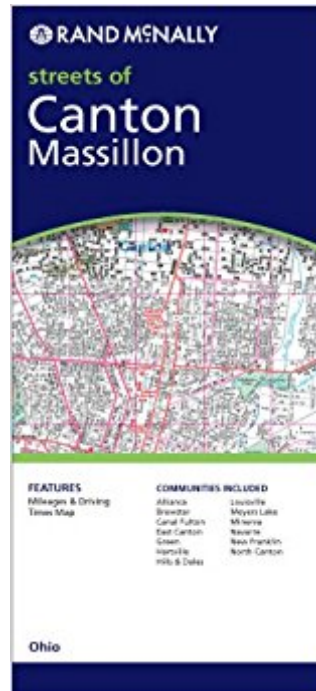 RAND McNALLY
streets of
Canton
Massillon
FEATURES
Mileages & Driving
Times Map
COMMUNITIES INCLUDED
Alliance
Brewster
Canal Fulton
East Canton
Green
Hartville
Hills & Dales
Louisville
Meyers Lake
Minerva
Navarre
New Franklin
North Canton
Ohio